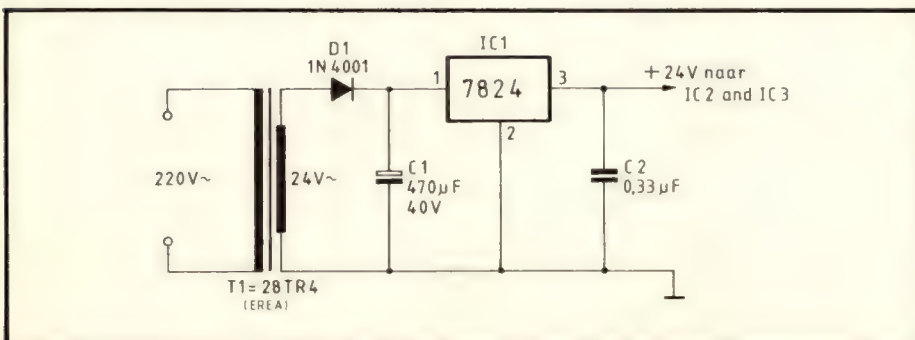 D1
1N4001
IC1
1
7824
3
2
+24V naar
IC2 and IC3
220V~
24V~
C1
470µF
40V
C2
0,33µF
T1=28TR4
(EREA)